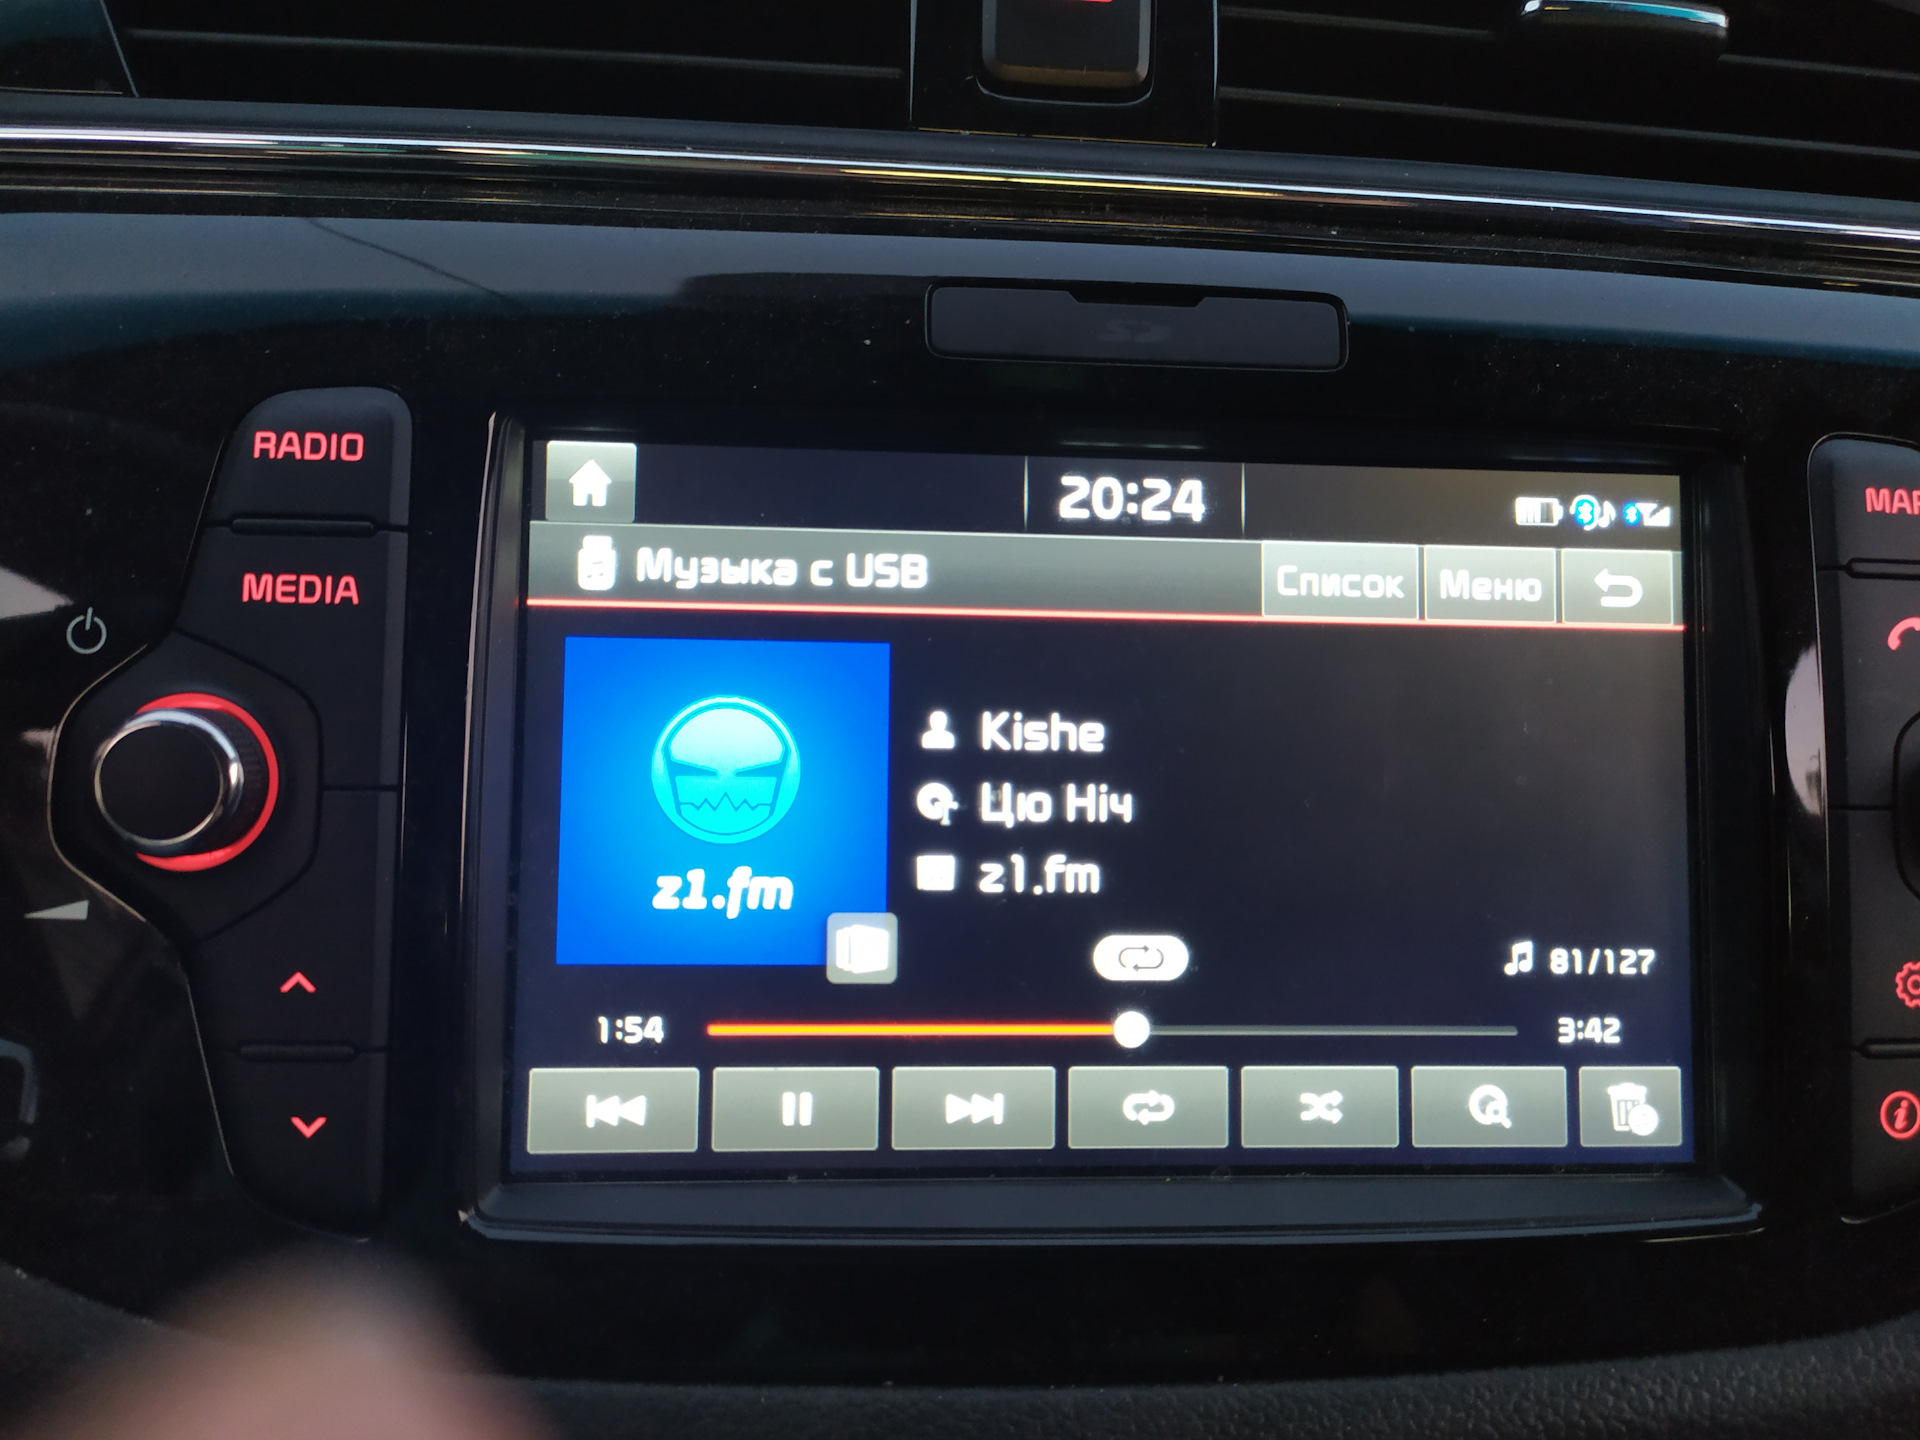 RADIO
MEDIA
20:24
Музыка с USB
Список
Меню
z1.fm
Kishe
Цю Ніч
z1.fm
81/127
1:54
3:42